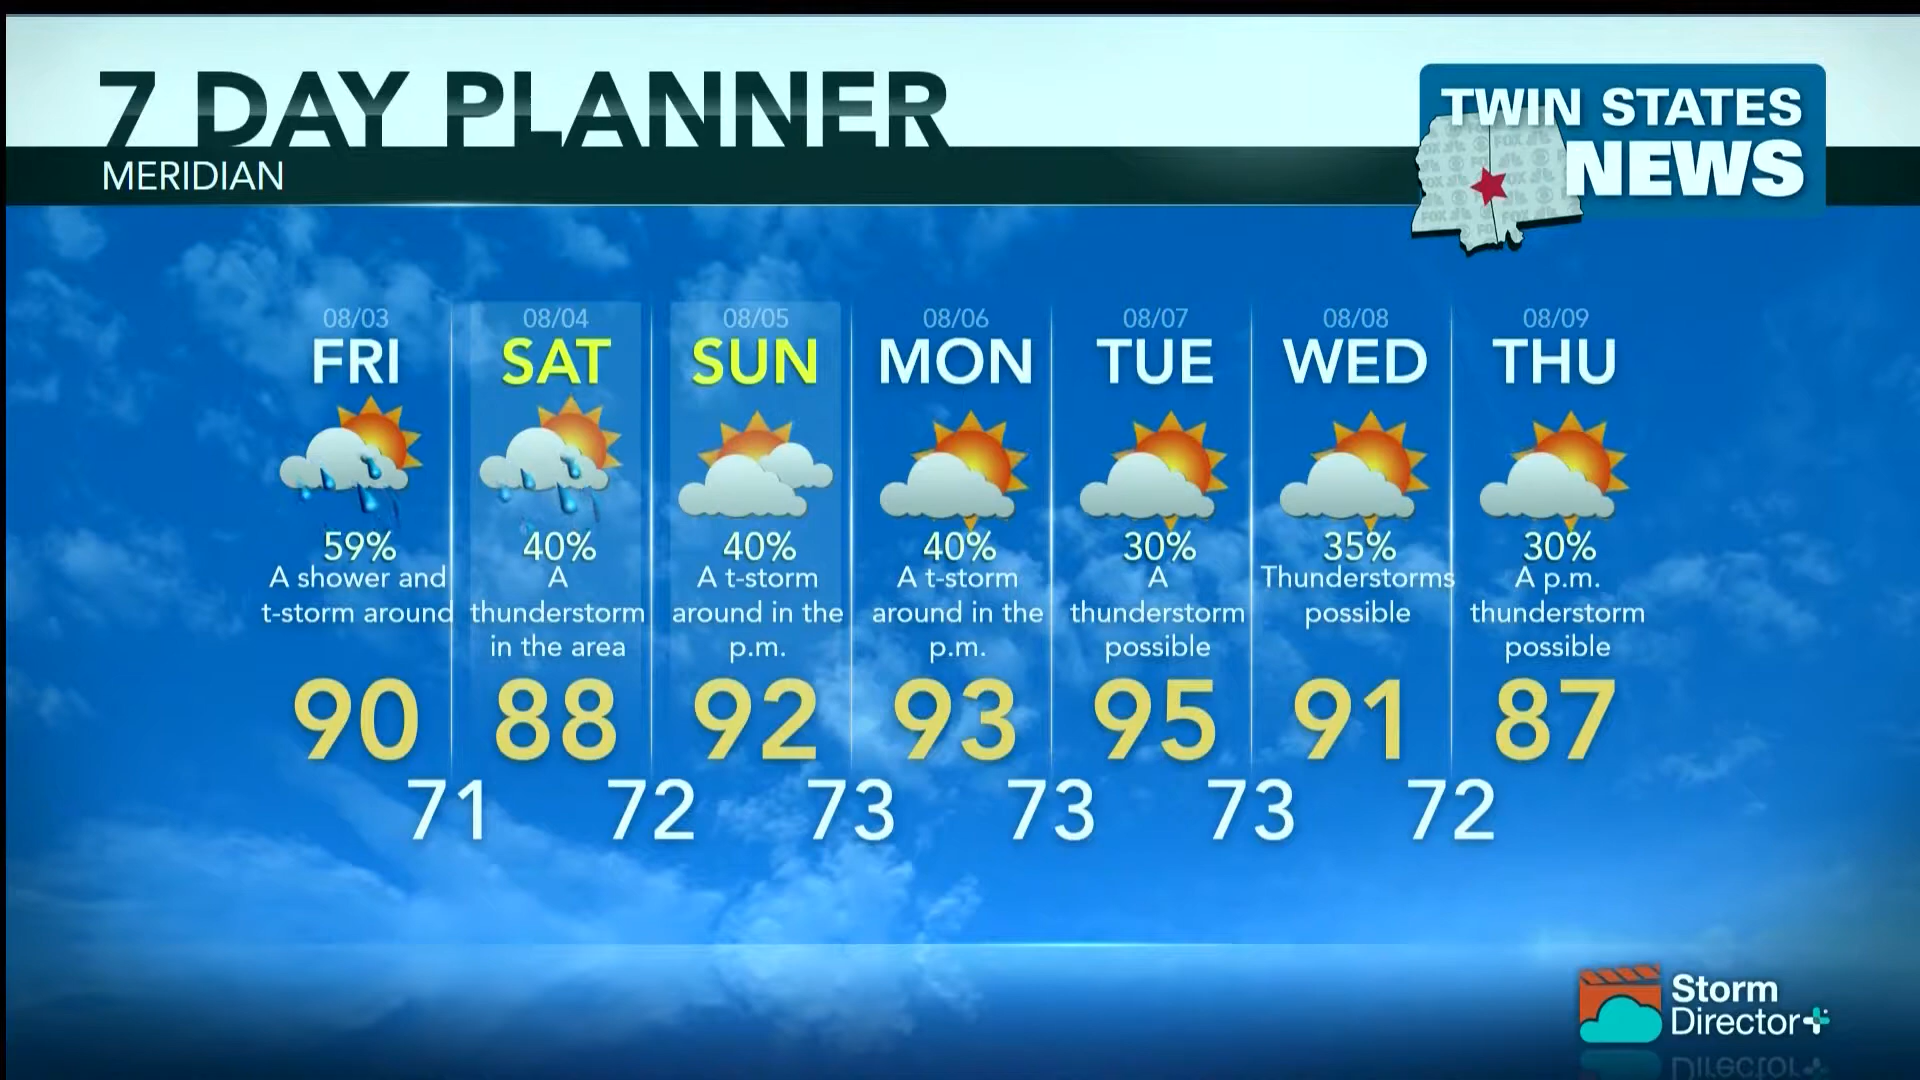 7 DAY PLANNER
MERIDIAN
TWIN STATES
NEWS
08/03
FRI
59%
A shower and
t-storm around
90
71
08/04
SAT
40%
A
thunderstorm
in the area
88
72
08/05
SUN
40%
A t-storm
around in the
p.m.
92
73
08/06
MON
40%
A t-storm
around in the
p.m.
93
73
08/07
TUE
30%
A
thunderstorm
possible
95
73
08/08
WED
35%
Thunderstorms
possible
91
72
08/09
THU
30%
A p.m.
thunderstorm
possible
87
Storm
Director+